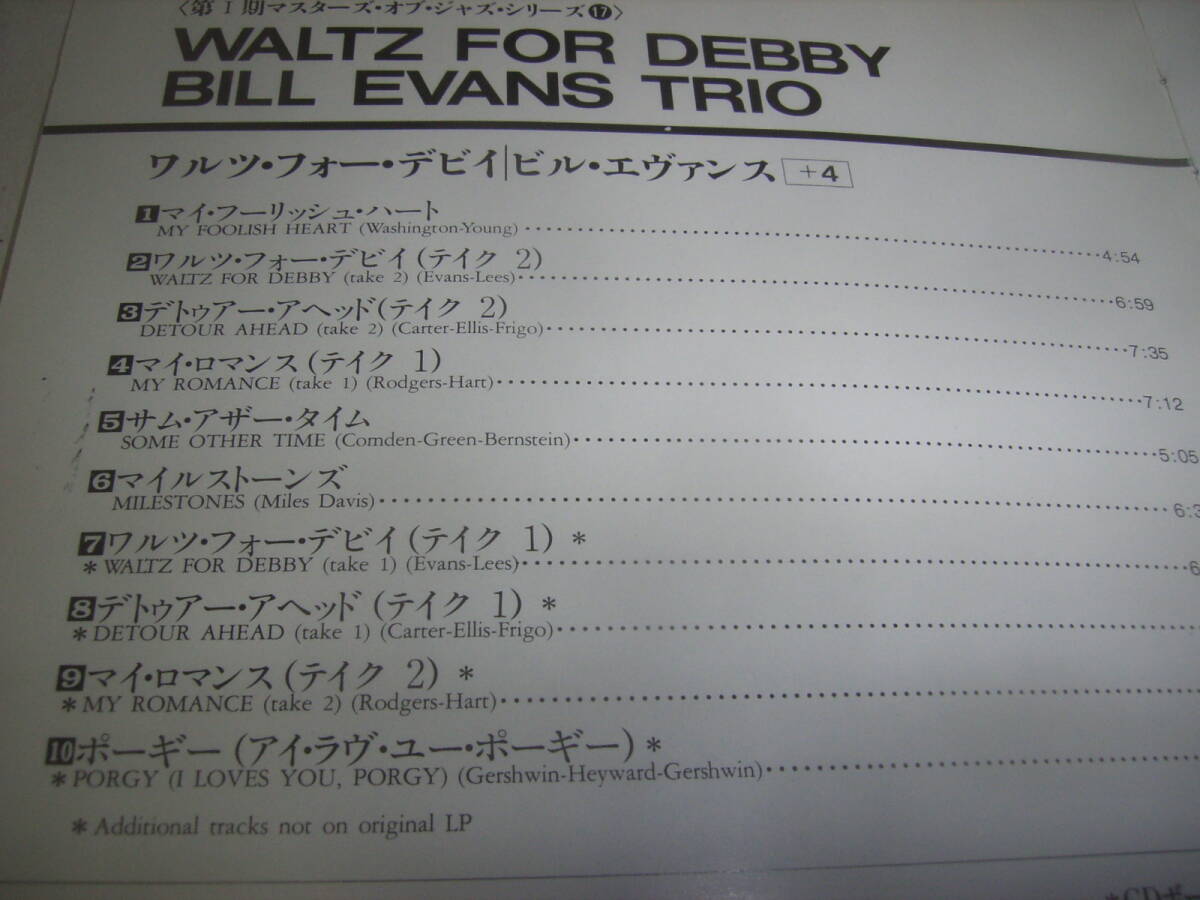 〈第Ⅰ期マスターズ・オブ・ジャズ・シリーズ⓱〉
WALTZ FOR DEBBY
BILL EVANS TRIO
ワルツ・フォー・デビイ|ビル・エヴァンス +4
1 マイ・フーリッシュ・ハート
MY FOOLISH HEART (Washington-Young) 4:54
2 ワルツ・フォー・デビイ (テイク 2)
WALTZ FOR DEBBY (take 2) (Evans-Lees) 6:59
3 デトゥアー・アヘッド (テイク 2)
DETOUR AHEAD (take 2) (Carter-Ellis-Frigo) 7:35
4 マイ・ロマンス (テイク 1)
MY ROMANCE (take 1) (Rodgers-Hart) 7:12
5 サム・アザー・タイム
SOME OTHER TIME (Comden-Green-Bernstein) 5:05
6 マイルストーンズ
MILESTONES (Miles Davis) 6:3
7 ワルツ・フォー・デビイ (テイク 1) *
* WALTZ FOR DEBBY (take 1) (Evans-Lees) 6
8 デトゥアー・アヘッド (テイク 1) *
* DETOUR AHEAD (take 1) (Carter-Ellis-Frigo)
9 マイ・ロマンス (テイク 2) *
* MY ROMANCE (take 2) (Rodgers-Hart)
10 ポーギー (アイ・ラヴ・ユー・ポーギー) *
* PORGY (I LOVES YOU, PORGY) (Gershwin-Heyward-Gershwin)
* Additional tracks not on original LP